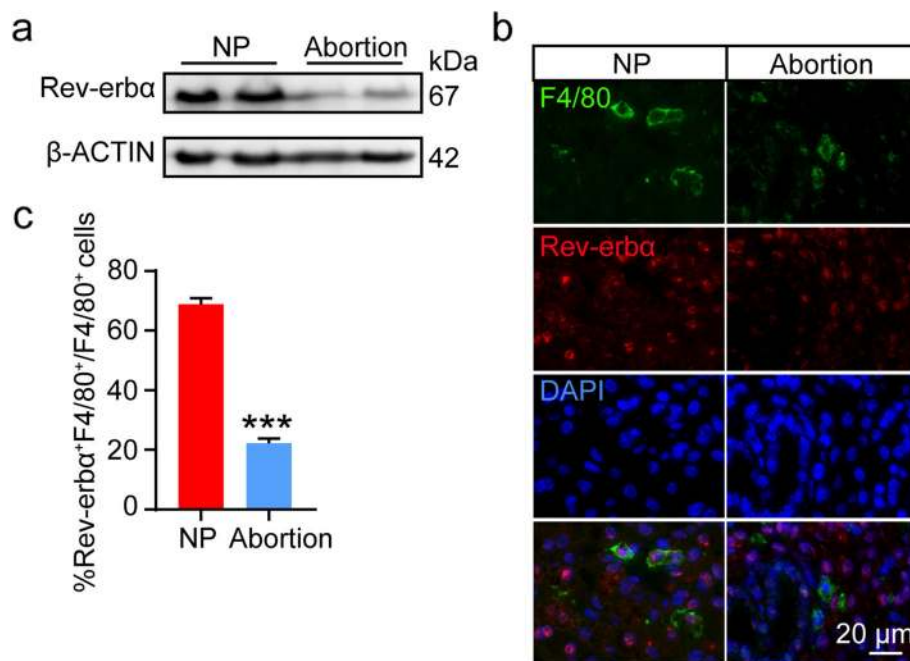 a
NP Abortion
kDa
Rev-erbα
67
β-ACTIN
42
b
NP Abortion
F4/80
Rev-erbα
DAPI
20 µm
c
%Rev-erbα⁺F4/80⁺/F4/80⁺ cells
80
60
40
20
0
***
NP Abortion